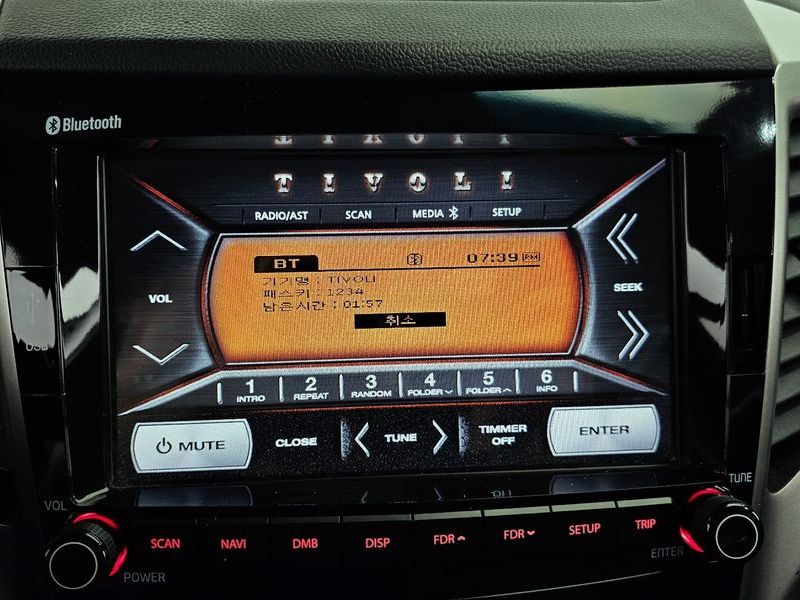 Bluetooth
TIVOLI
RADIO/AST SCAN MEDIA SETUP
BT 07:39 PM
기기명 : TIVOLI
패스키 : 1234
VOL
남은시간 : 01:57
SEEK
취소
1 2 3 4 5 6
INTRO REPEAT RANDOM FOLDER FOLDER INFO
MUTE CLOSE TUNE TIMMER OFF ENTER
USB
VOL TUNE
SCAN NAVI DMB DISP FDR FDR SETUP TRIP
POWER ENTER